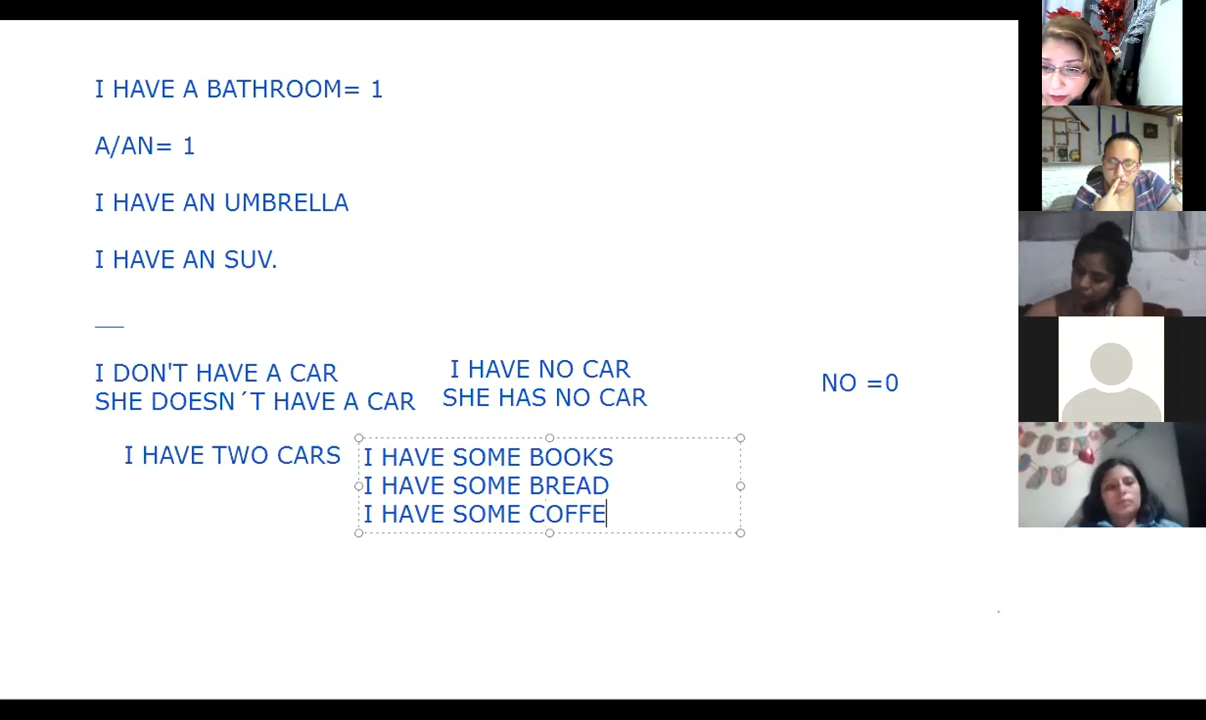 I HAVE A BATHROOM= 1
A/AN= 1
I HAVE AN UMBRELLA
I HAVE AN SUV.
__
I DON'T HAVE A CAR
SHE DOESN´T HAVE A CAR
I HAVE NO CAR
SHE HAS NO CAR
NO =0
I HAVE TWO CARS
I HAVE SOME BOOKS
I HAVE SOME BREAD
I HAVE SOME COFFE